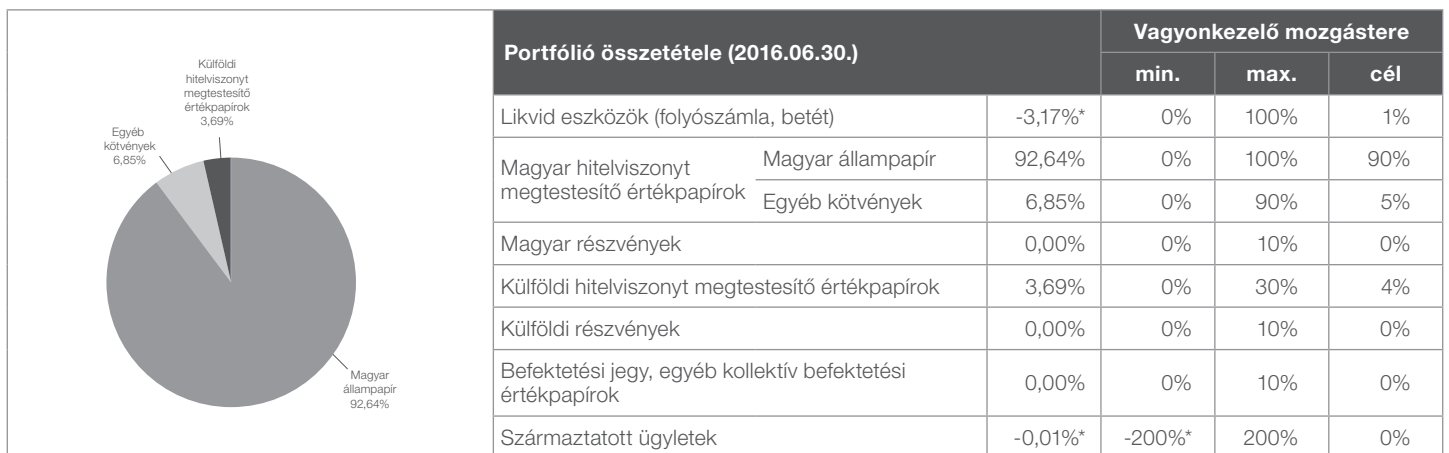 Külföldi
hitelviszonyt
megtestesítő
értékpapírok
3,69%
Egyéb
kötvények
6,85%
Magyar
állampapír
92,64%
Portfólió összetétele (2016.06.30.)
Vagyonkezelő mozgástere
min. max. cél
Likvid eszközök (folyószámla, betét) -3,17%* 0% 100% 1%
Magyar hitelviszonyt
megtestesítő értékpapírok
Magyar állampapír 92,64% 0% 100% 90%
Egyéb kötvények 6,85% 0% 90% 5%
Magyar részvények 0,00% 0% 10% 0%
Külföldi hitelviszonyt megtestesítő értékpapírok 3,69% 0% 30% 4%
Külföldi részvények 0,00% 0% 10% 0%
Befektetési jegy, egyéb kollektív befektetési
értékpapírok 0,00% 0% 10% 0%
Származtatott ügyletek -0,01%* -200%* 200% 0%